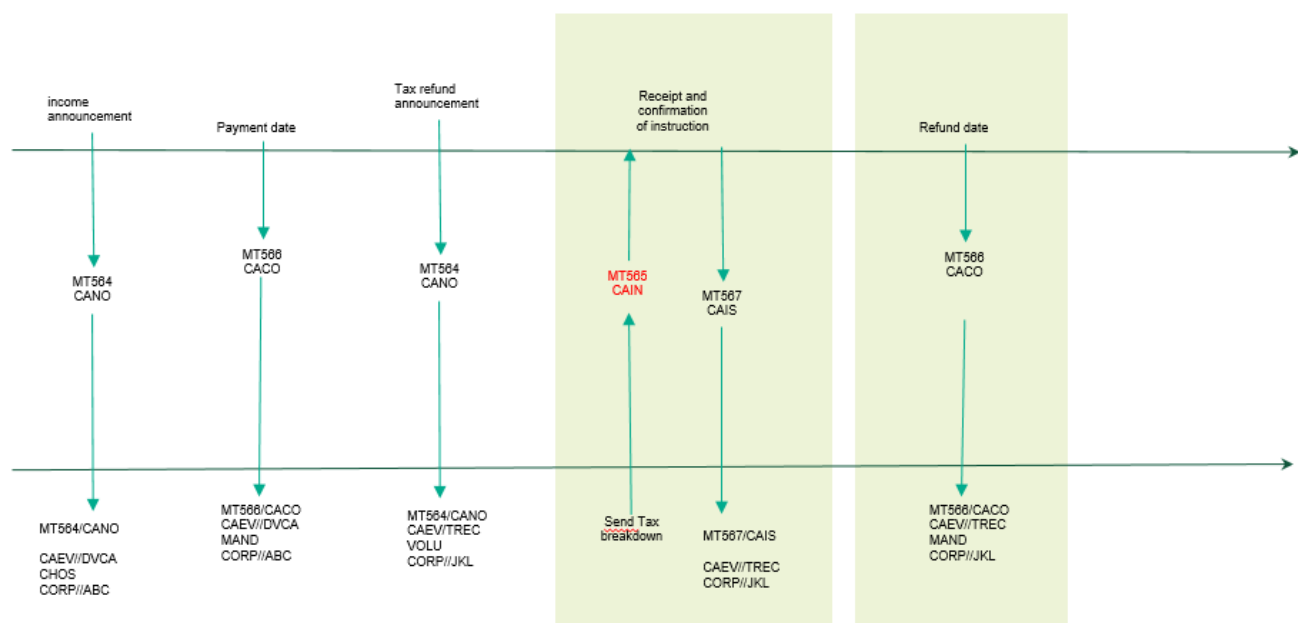 income
announcement
Payment date
Tax refund
announcement
Receipt and
confirmation
of instruction
Refund date
MT564
CANO
MT566
CACO
MT564
CANO
MT565
CAIN
MT567
CAIS
MT566
CACO
MT564/CANO
CAEV//DVCA
CHOS
CORP//ABC
MT566/CACO
CAEV//DVCA
MAND
CORP//ABC
MT564/CANO
CAEV/TREC
VOLU
CORP//JKL
Send Tax
breakdown
MT567/CAIS
CAEV//TREC
CORP//JKL
MT566/CACO
CAEV//TREC
MAND
CORP//JKL